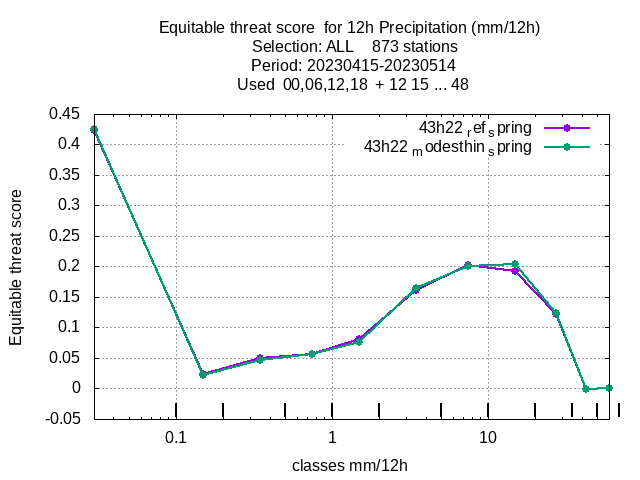 Equitable threat score  for 12h Precipitation (mm/12h)
Selection: ALL    873 stations
Period: 20230415-20230514
Used  00,06,12,18  + 12 15 ... 48
43h22 ref spring
43h22 modesthin spring
Equitable threat score
0.45
0.4
0.35
0.3
0.25
0.2
0.15
0.1
0.05
0
-0.05
0.1 1 10
classes mm/12h